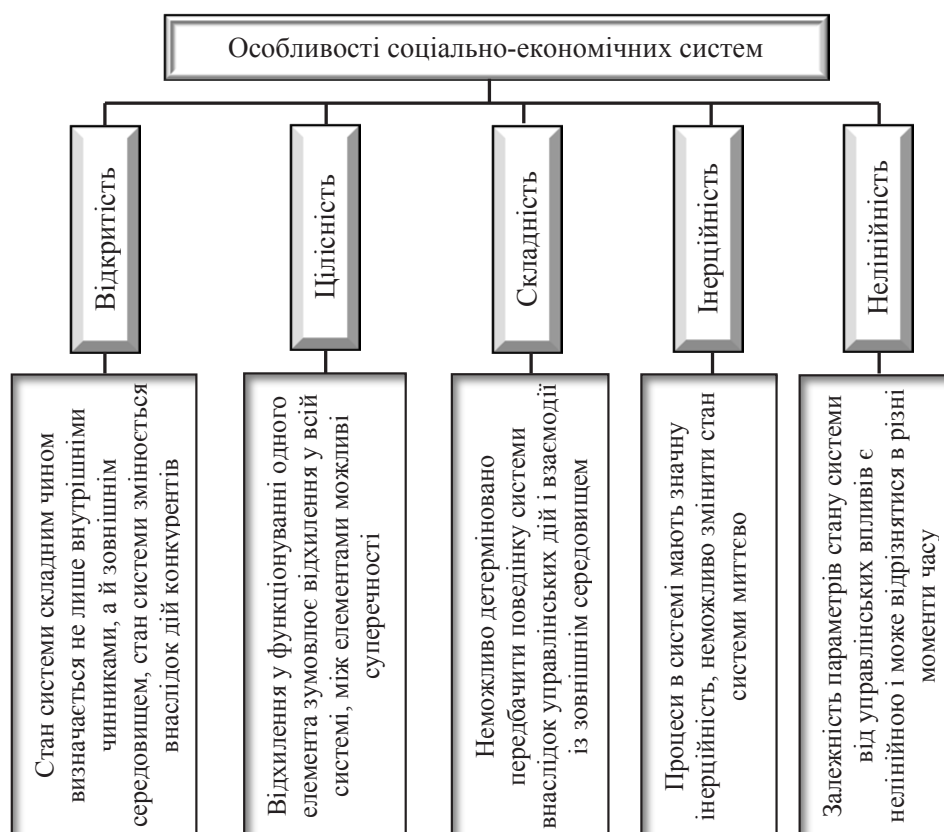 Особливості соціально-економічних систем
Відкритість
Цілісність
Складність
Інерційність
Нелінійність
Стан системи складним чином
визначається не лише внутрішніми
чинниками, а й зовнішнім
середовищем, стан системи змінюється
внаслідок дій конкурентів
Відхилення у функціонуванні одного
елемента зумовлює відхилення у всій
системі, між елементами можливі
суперечності
Неможливо детерміновано
передбачити поведінку системи
внаслідок управлінських дій і взаємодії
із зовнішнім середовищем
Процеси в системі мають значну
інерційність, неможливо змінити стан
системи миттєво
Залежність параметрів стану системи
від управлінських впливів є
нелінійною і може відрізнятися в різні
моменти часу